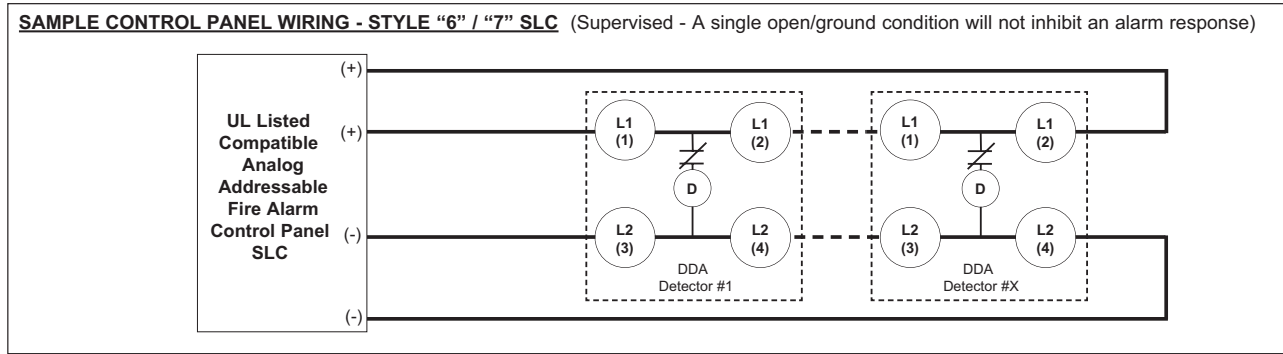 SAMPLE CONTROL PANEL WIRING - STYLE “6” / “7” SLC (Supervised - A single open/ground condition will not inhibit an alarm response)
UL Listed
Compatible
Analog
Addressable
Fire Alarm
Control Panel
SLC
(+)
(+)
(-)
(-)
L1
(1)
L1
(2)
D
L2
(3)
L2
(4)
DDA
Detector #1
L1
(1)
L1
(2)
D
L2
(3)
L2
(4)
DDA
Detector #X